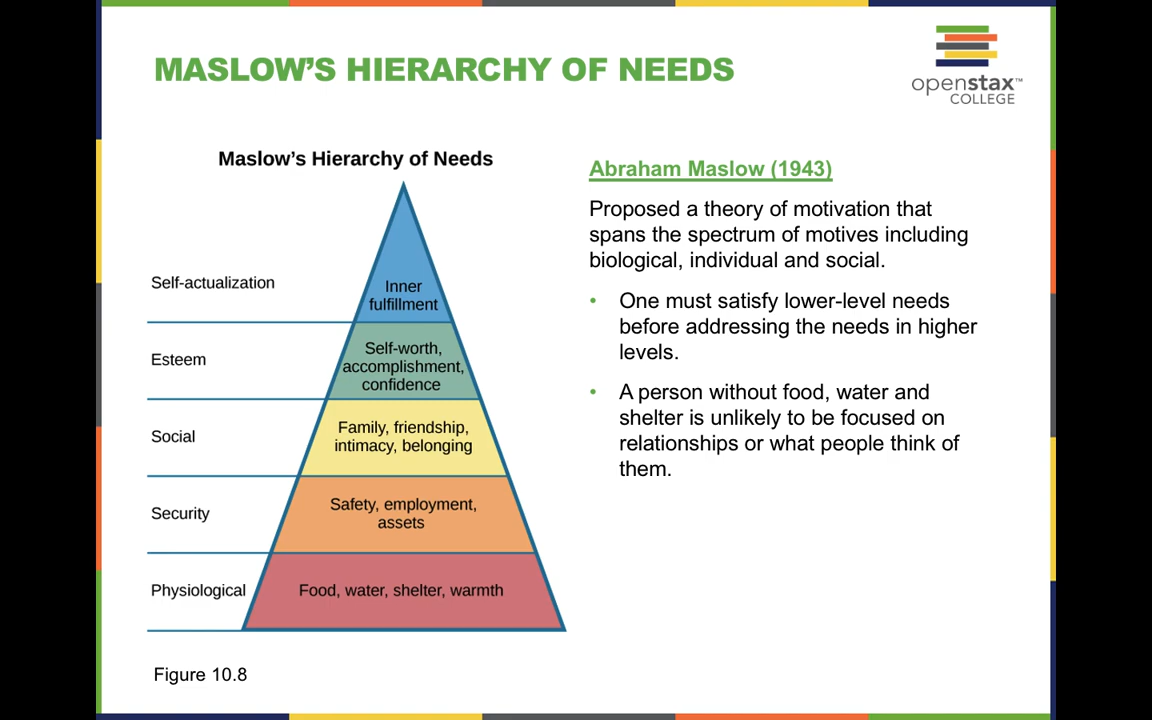 MASLOW'S HIERARCHY OF NEEDS
openstax™
COLLEGE
Maslow's Hierarchy of Needs
Self-actualization
Inner
fulfillment
Esteem
Self-worth,
accomplishment,
confidence
Social
Family, friendship,
intimacy, belonging
Security
Safety, employment,
assets
Physiological
Food, water, shelter, warmth
Figure 10.8
Abraham Maslow (1943)
Proposed a theory of motivation that
spans the spectrum of motives including
biological, individual and social.
• One must satisfy lower-level needs
before addressing the needs in higher
levels.
• A person without food, water and
shelter is unlikely to be focused on
relationships or what people think of
them.